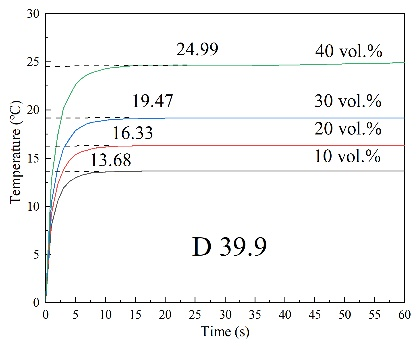 30
25
20
15
10
5
0
Temperature (°C)
24.99
40 vol.%
19.47
30 vol.%
16.33
20 vol.%
13.68
10 vol.%
D 39.9
0 5 10 15 20 25 30 35 40 45 50 55 60
Time (s)